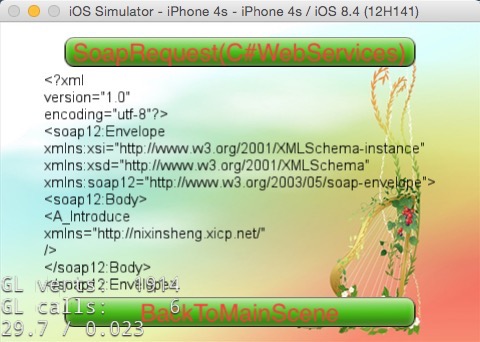 iOS Simulator - iPhone 4s - iPhone 4s / iOS 8.4 (12H141)
SoapRequest(C#WebServices)
<?xml
version="1.0"
encoding="utf-8"?>
<soap12:Envelope
xmlns:xsi="http://www.w3.org/2001/XMLSchema-instance"
xmlns:xsd="http://www.w3.org/2001/XMLSchema"
xmlns:soap12="http://www.w3.org/2003/05/soap-envelope">
<soap12:Body>
<A_Introduce
xmlns="http://nixinsheng.xicp.net/"
/>
</soap12:Body>
</soap12:Envelope>
GL verts: 1914
GL calls: 6
29.7 / 0.023
BackToMainScene